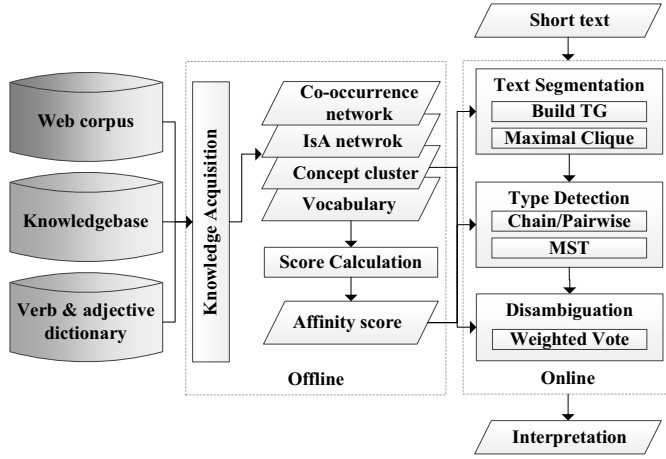 Short text
Web corpus
Knowledgebase
Verb & adjective
dictionary
Knowledge Acquisition
Co-occurrence
network
IsA netwrok
Concept cluster
Vocabulary
Score Calculation
Affinity score
Offline
Text Segmentation
Build TG
Maximal Clique
Type Detection
Chain/Pairwise
MST
Disambiguation
Weighted Vote
Online
Interpretation